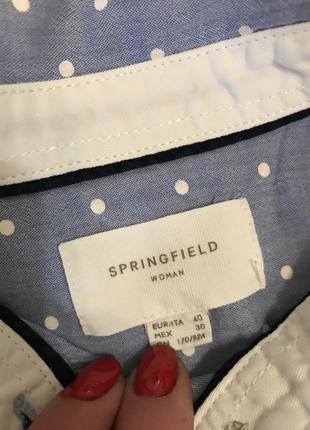 SPRINGFIELD
WOMAN
EUR/ITA 40
MEX 30
170/92A